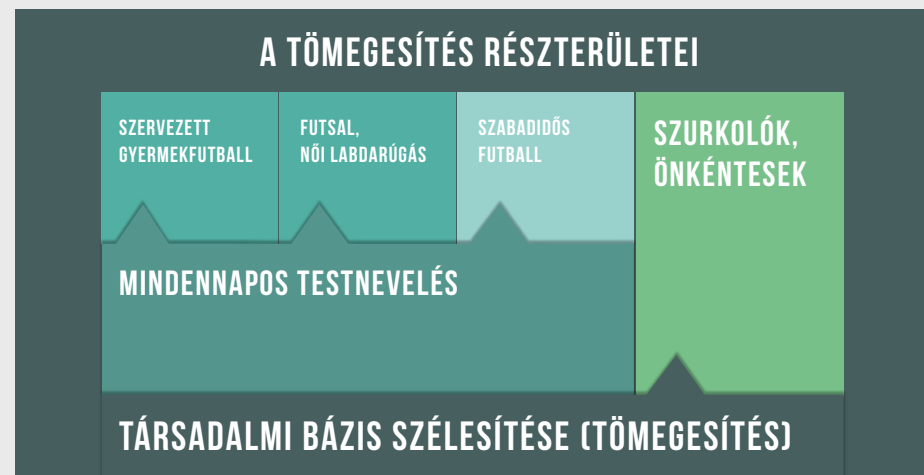 A TÖMEGESÍTÉS RÉSZTERÜLETEI
SZERVEZETT
GYERMEKFUTBALL
FUTSAL,
NŐI LABDARÚGÁS
SZABADIDŐS
FUTBALL
SZURKOLÓK,
ÖNKÉNTESEK
MINDENNAPOS TESTNEVELÉS
TÁRSADALMI BÁZIS SZÉLESÍTÉSE (TÖMEGESÍTÉS)